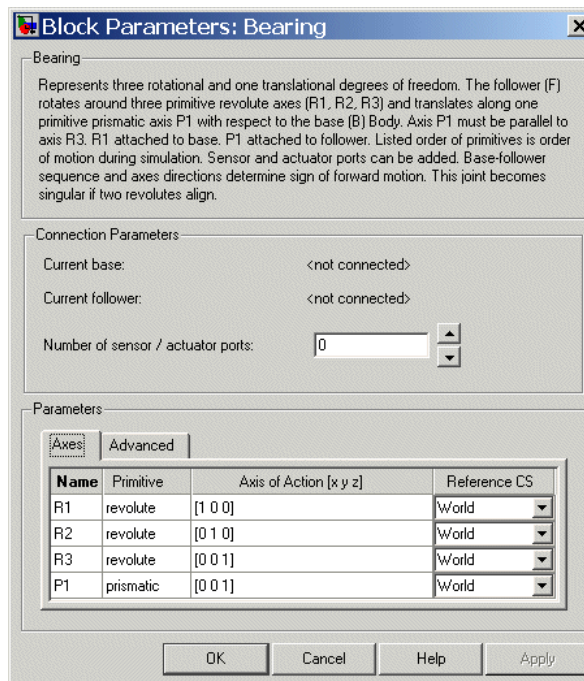 Block Parameters: Bearing
Bearing
Represents three rotational and one translational degrees of freedom. The follower (F)
rotates around three primitive revolute axes (R1, R2, R3) and translates along one
primitive prismatic axis P1 with respect to the base (B) Body. Axis P1 must be parallel to
axis R3. R1 attached to base. P1 attached to follower. Listed order of primitives is order
of motion during simulation. Sensor and actuator ports can be added. Base-follower
sequence and axes directions determine sign of forward motion. This joint becomes
singular if two revolutes align.
Connection Parameters
Current base: <not connected>
Current follower: <not connected>
Number of sensor / actuator ports: 0
Parameters
Axes Advanced
Name Primitive Axis of Action [x y z] Reference CS
R1 revolute [1 0 0] World
R2 revolute [0 1 0] World
R3 revolute [0 0 1] World
P1 prismatic [0 0 1] World
OK Cancel Help Apply